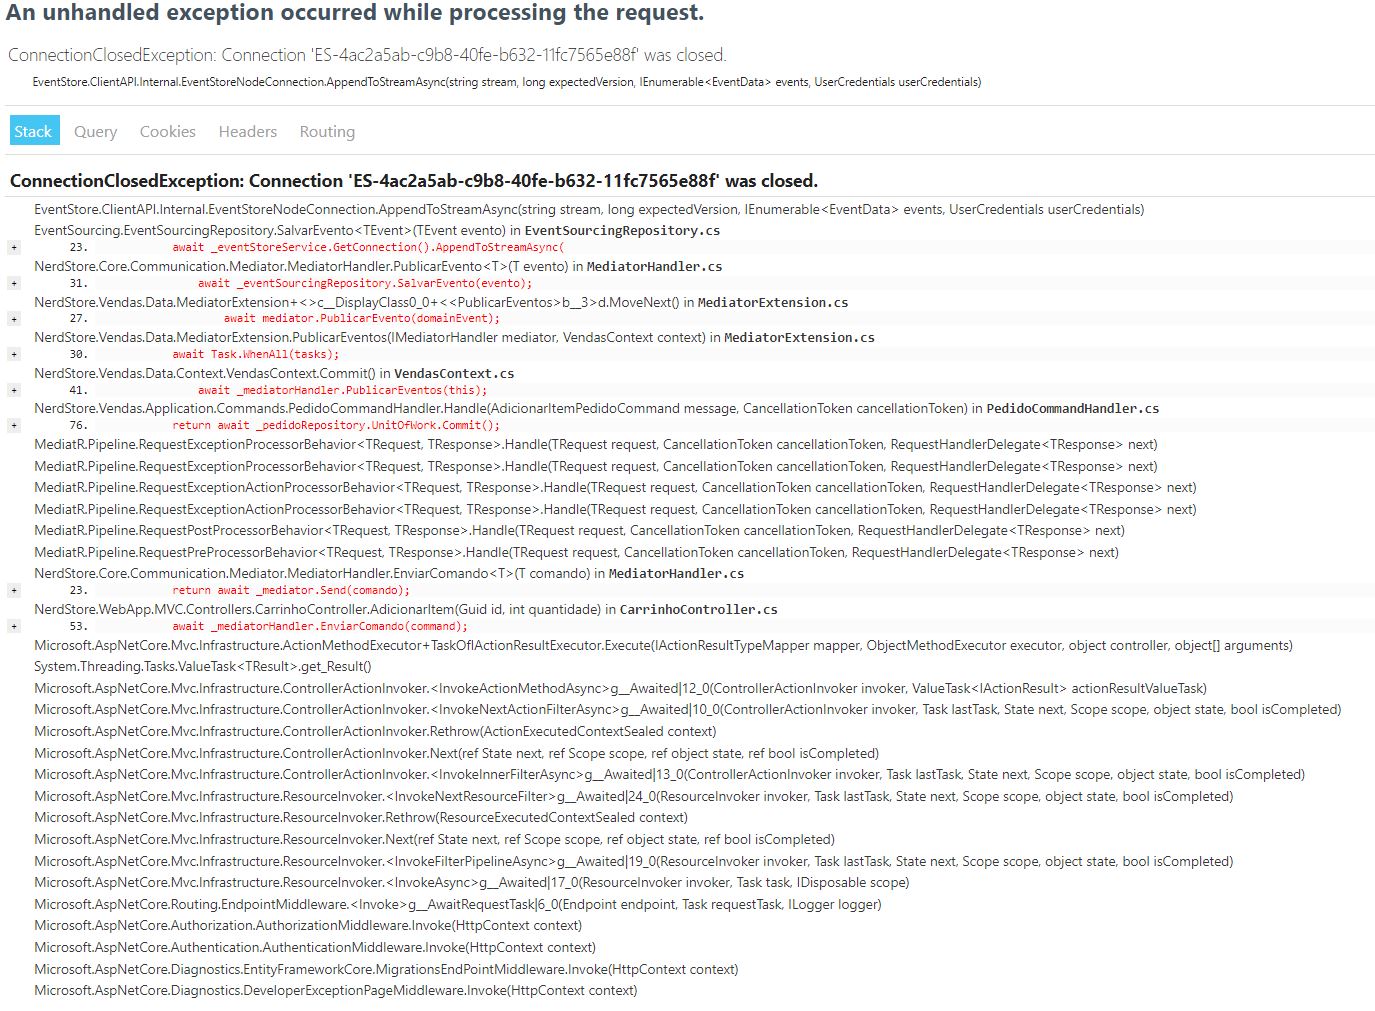 An unhandled exception occurred while processing the request.
ConnectionClosedException: Connection 'ES-4ac2a5ab-c9b8-40fe-b632-11fc7565e88f' was closed.
EventStore.ClientAPI.Internal.EventStoreNodeConnection.AppendToStreamAsync(string stream, long expectedVersion, IEnumerable<EventData> events, UserCredentials userCredentials)
Stack Query Cookies Headers Routing
ConnectionClosedException: Connection 'ES-4ac2a5ab-c9b8-40fe-b632-11fc7565e88f' was closed.
EventStore.ClientAPI.Internal.EventStoreNodeConnection.AppendToStreamAsync(string stream, long expectedVersion, IEnumerable<EventData> events, UserCredentials userCredentials)
EventSourcing.EventSourcingRepository.SalvarEvento<TEvent>(TEvent evento) in EventSourcingRepository.cs
+ 23. await _eventStoreService.GetConnection().AppendToStreamAsync(
NerdStore.Core.Communication.Mediator.MediatorHandler.PublicarEvento<T>(T evento) in MediatorHandler.cs
+ 31. await _eventSourcingRepository.SalvarEvento(evento);
NerdStore.Vendas.Data.MediatorExtension+<>c__DisplayClass0_0+<<PublicarEventos>b__3>d.MoveNext() in MediatorExtension.cs
+ 27. await mediator.PublicarEvento(domainEvent);
NerdStore.Vendas.Data.MediatorExtension.PublicarEventos(IMediatorHandler mediator, VendasContext context) in MediatorExtension.cs
+ 30. await Task.WhenAll(tasks);
NerdStore.Vendas.Data.Context.VendasContext.Commit() in VendasContext.cs
+ 41. await _mediatorHandler.PublicarEventos(this);
NerdStore.Vendas.Application.Commands.PedidoCommandHandler.Handle(AdicionarItemPedidoCommand message, CancellationToken cancellationToken) in PedidoCommandHandler.cs
+ 76. return await _pedidoRepository.UnitOfWork.Commit();
MediatR.Pipeline.RequestExceptionProcessorBehavior<TRequest, TResponse>.Handle(TRequest request, CancellationToken cancellationToken, RequestHandlerDelegate<TResponse> next)
MediatR.Pipeline.RequestExceptionProcessorBehavior<TRequest, TResponse>.Handle(TRequest request, CancellationToken cancellationToken, RequestHandlerDelegate<TResponse> next)
MediatR.Pipeline.RequestExceptionActionProcessorBehavior<TRequest, TResponse>.Handle(TRequest request, CancellationToken cancellationToken, RequestHandlerDelegate<TResponse> next)
MediatR.Pipeline.RequestExceptionActionProcessorBehavior<TRequest, TResponse>.Handle(TRequest request, CancellationToken cancellationToken, RequestHandlerDelegate<TResponse> next)
MediatR.Pipeline.RequestPostProcessorBehavior<TRequest, TResponse>.Handle(TRequest request, CancellationToken cancellationToken, RequestHandlerDelegate<TResponse> next)
MediatR.Pipeline.RequestPreProcessorBehavior<TRequest, TResponse>.Handle(TRequest request, CancellationToken cancellationToken, RequestHandlerDelegate<TResponse> next)
NerdStore.Core.Communication.Mediator.MediatorHandler.EnviarComando<T>(T comando) in MediatorHandler.cs
+ 23. return await _mediator.Send(comando);
NerdStore.WebApp.MVC.Controllers.CarrinhoController.AdicionarItem(Guid id, int quantidade) in CarrinhoController.cs
+ 53. await _mediatorHandler.EnviarComando(command);
Microsoft.AspNetCore.Mvc.Infrastructure.ActionMethodExecutor+TaskOfIActionResultExecutor.Execute(IActionResultTypeMapper mapper, ObjectMethodExecutor executor, object controller, object[] arguments)
System.Threading.Tasks.ValueTask<TResult>.get_Result()
Microsoft.AspNetCore.Mvc.Infrastructure.ControllerActionInvoker.<InvokeActionMethodAsync>g__Awaited|12_0(ControllerActionInvoker invoker, ValueTask<IActionResult> actionResultValueTask)
Microsoft.AspNetCore.Mvc.Infrastructure.ControllerActionInvoker.<InvokeNextActionFilterAsync>g__Awaited|10_0(ControllerActionInvoker invoker, Task lastTask, State next, Scope scope, object state, bool isCompleted)
Microsoft.AspNetCore.Mvc.Infrastructure.ControllerActionInvoker.Rethrow(ActionExecutedContextSealed context)
Microsoft.AspNetCore.Mvc.Infrastructure.ControllerActionInvoker.Next(ref State next, ref Scope scope, ref object state, ref bool isCompleted)
Microsoft.AspNetCore.Mvc.Infrastructure.ControllerActionInvoker.<InvokeInnerFilterAsync>g__Awaited|13_0(ControllerActionInvoker invoker, Task lastTask, State next, Scope scope, object state, bool isCompleted)
Microsoft.AspNetCore.Mvc.Infrastructure.ResourceInvoker.<InvokeNextResourceFilter>g__Awaited|24_0(ResourceInvoker invoker, Task lastTask, State next, Scope scope, object state, bool isCompleted)
Microsoft.AspNetCore.Mvc.Infrastructure.ResourceInvoker.Rethrow(ResourceExecutedContextSealed context)
Microsoft.AspNetCore.Mvc.Infrastructure.ResourceInvoker.Next(ref State next, ref Scope scope, ref object state, ref bool isCompleted)
Microsoft.AspNetCore.Mvc.Infrastructure.ResourceInvoker.<InvokeFilterPipelineAsync>g__Awaited|19_0(ResourceInvoker invoker, Task lastTask, State next, Scope scope, object state, bool isCompleted)
Microsoft.AspNetCore.Mvc.Infrastructure.ResourceInvoker.<InvokeAsync>g__Awaited|17_0(ResourceInvoker invoker, Task task, IDisposable scope)
Microsoft.AspNetCore.Routing.EndpointMiddleware.<Invoke>g__AwaitRequestTask|6_0(Endpoint endpoint, Task requestTask, ILogger logger)
Microsoft.AspNetCore.Authorization.AuthorizationMiddleware.Invoke(HttpContext context)
Microsoft.AspNetCore.Authentication.AuthenticationMiddleware.Invoke(HttpContext context)
Microsoft.AspNetCore.Diagnostics.EntityFrameworkCore.MigrationsEndPointMiddleware.Invoke(HttpContext context)
Microsoft.AspNetCore.Diagnostics.DeveloperExceptionPageMiddleware.Invoke(HttpContext context)